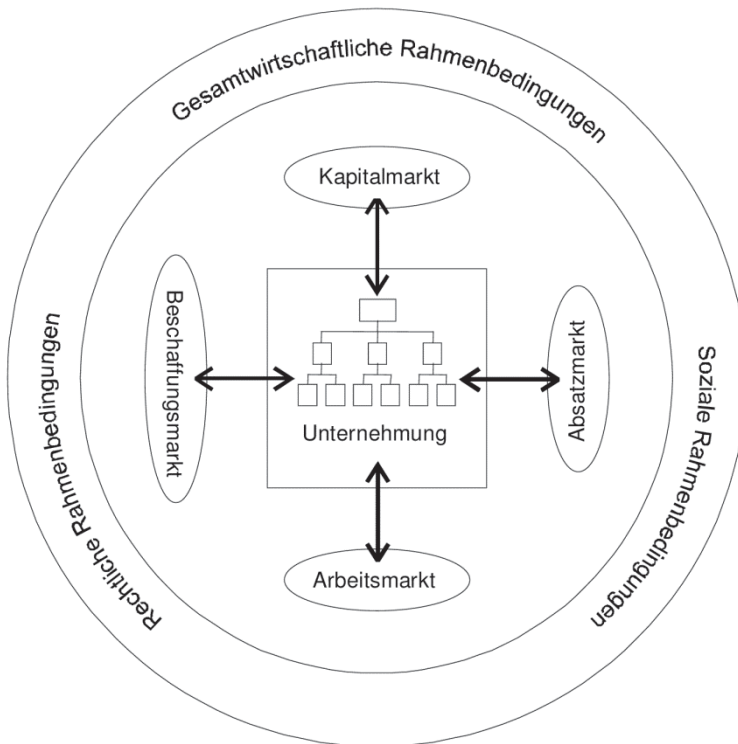 Gesamtwirtschaftliche Rahmenbedingungen
Kapitalmarkt
Beschaffungsmarkt
Unternehmung
Absatzmarkt
Arbeitsmarkt
Rechtliche Rahmenbedingungen
Soziale Rahmenbedingungen